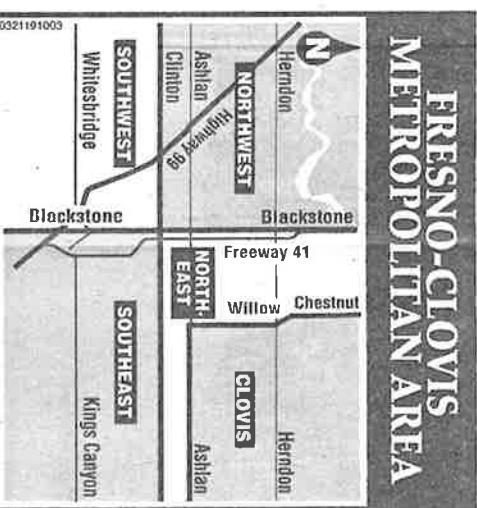 FRESNO-CLOVIS
METROPOLITAN AREA
N
Herndon
Ashlan
Clinton
NORTHWEST
Highway 99
SOUTHWEST
Whitesbridge
Blackstone
Blackstone
Freeway 41
NORTH-
EAST
Willow
Chestnut
CLOVIS
Herndon
Ashlan
SOUTHEAST
Kings Canyon
0321191003